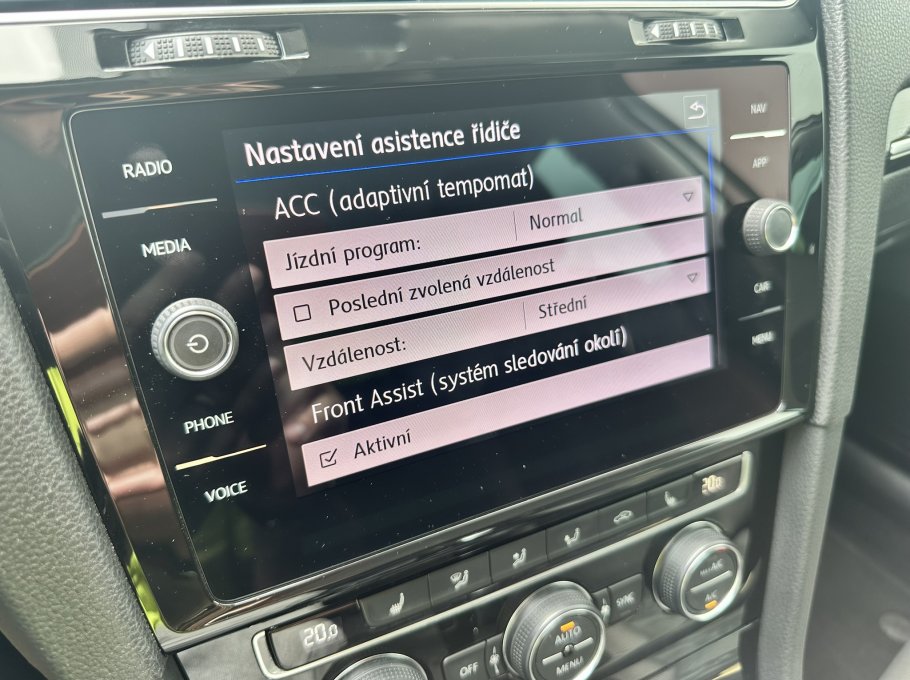 RADIO
MEDIA
PHONE
VOICE
Nastavení asistence řidiče
ACC (adaptivní tempomat)
Jízdní program: Normal
Poslední zvolená vzdálenost
Vzdálenost: Střední
Front Assist (systém sledování okolí)
Aktivní
NAV
APP
CAR
MENU
20.0
20.0
OFF
AUTO
MENU
SYNC
A/C